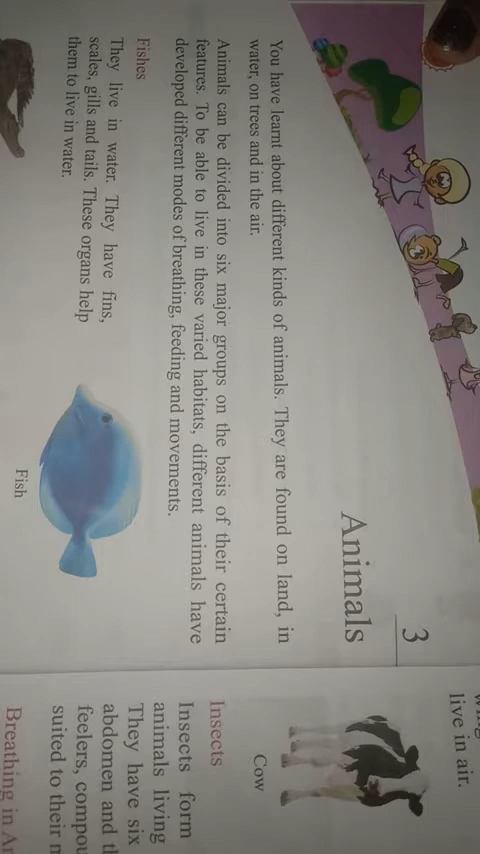 3
Animals
You have learnt about different kinds of animals. They are found on land, in
water, on trees and in the air.
Animals can be divided into six major groups on the basis of their certain
features. To be able to live in these varied habitats, different animals have
developed different modes of breathing, feeding and movements.
Fishes
They live in water. They have fins,
scales, gills and tails. These organs help
them to live in water.
Fish
live in air.
Cow
Insects
Insects form
animals living
They have six
abdomen and
feelers,
suited to their
Breathing in